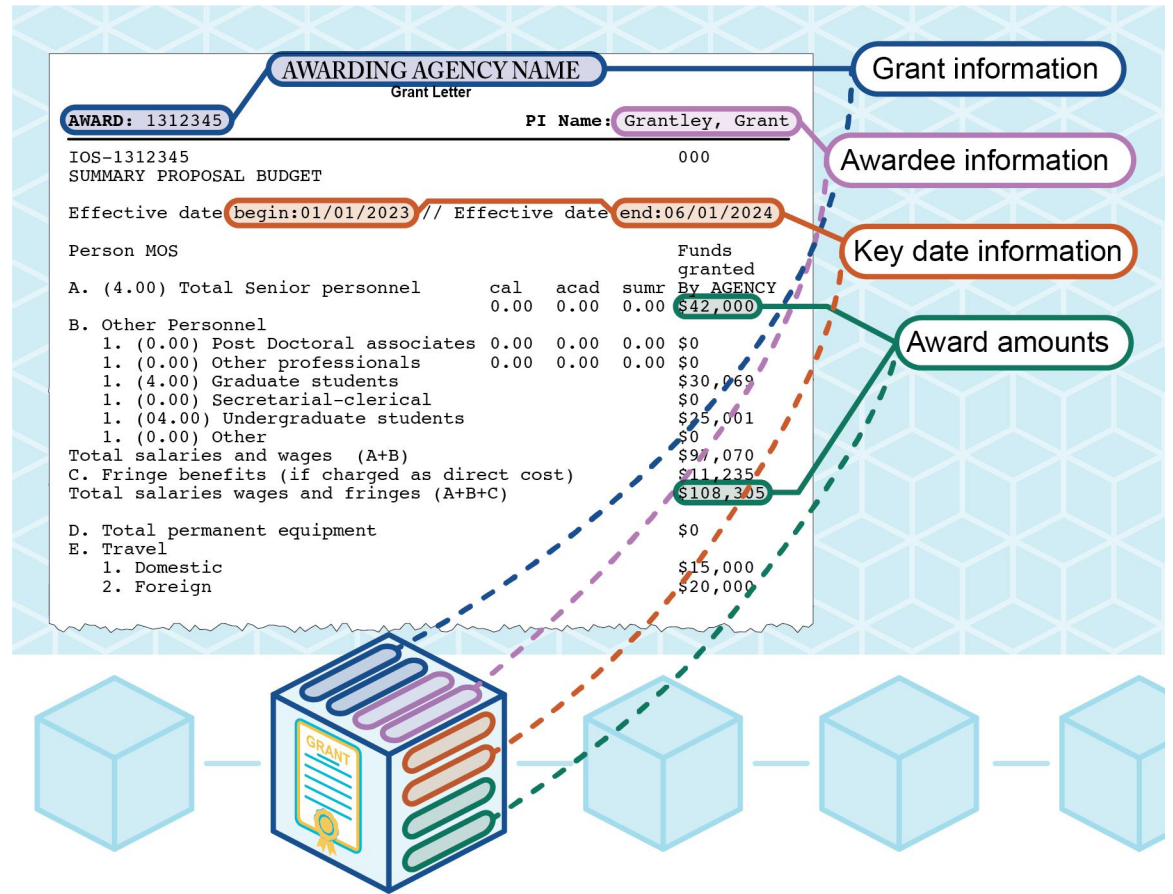 AWARDING AGENCY NAME
Grant Letter
AWARD: 1312345 PI Name: Grantley, Grant
IOS-1312345 000
SUMMARY PROPOSAL BUDGET
Effective date begin:01/01/2023 // Effective date end:06/01/2024
Person MOS Funds
granted
A. (4.00) Total Senior personnel cal acad sumr By AGENCY
0.00 0.00 0.00 $42,000
B. Other Personnel
1. (0.00) Post Doctoral associates 0.00 0.00 0.00 $0
1. (0.00) Other professionals 0.00 0.00 0.00 $0
1. (4.00) Graduate students $30,069
1. (0.00) Secretarial-clerical $0
1. (04.00) Undergraduate students $25,001
1. (0.00) Other $0
Total salaries and wages (A+B) $97,070
C. Fringe benefits (if charged as direct cost) $11,235
Total salaries wages and fringes (A+B+C) $108,305
D. Total permanent equipment $0
E. Travel
1. Domestic $15,000
2. Foreign $20,000
Grant information
Awardee information
Key date information
Award amounts
GRANT